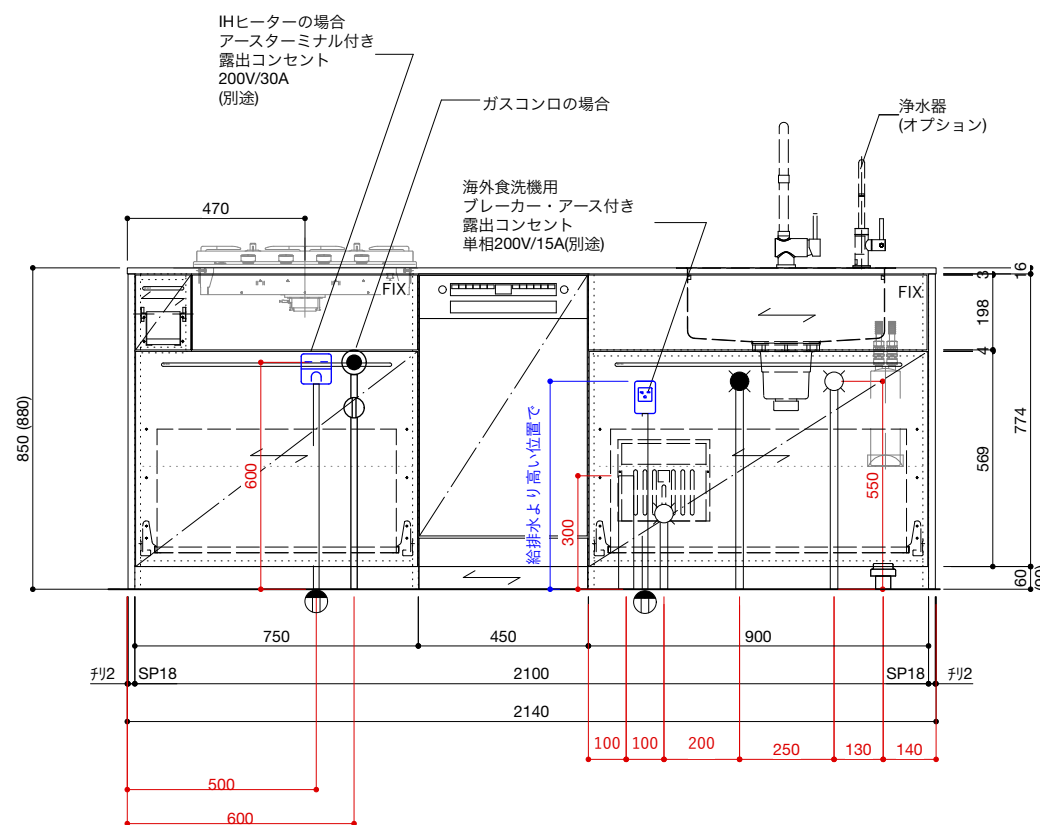 IHヒーターの場合
アースターミナル付き
露出コンセント
200V/30A
(別途)
ガスコンロの場合
浄水器
(オプション)
海外食洗機用
ブレーカー・アース付き
露出コンセント
単相200V/15A(別途)
470
FIX
FIX
3
16
198
4
850 (880)
774
569
600
給排水より高い位置で
300
550
60
(90)
750
450
900
チリ2
SP18
2100
SP18
チリ2
2140
100
100
200
250
130
140
500
600